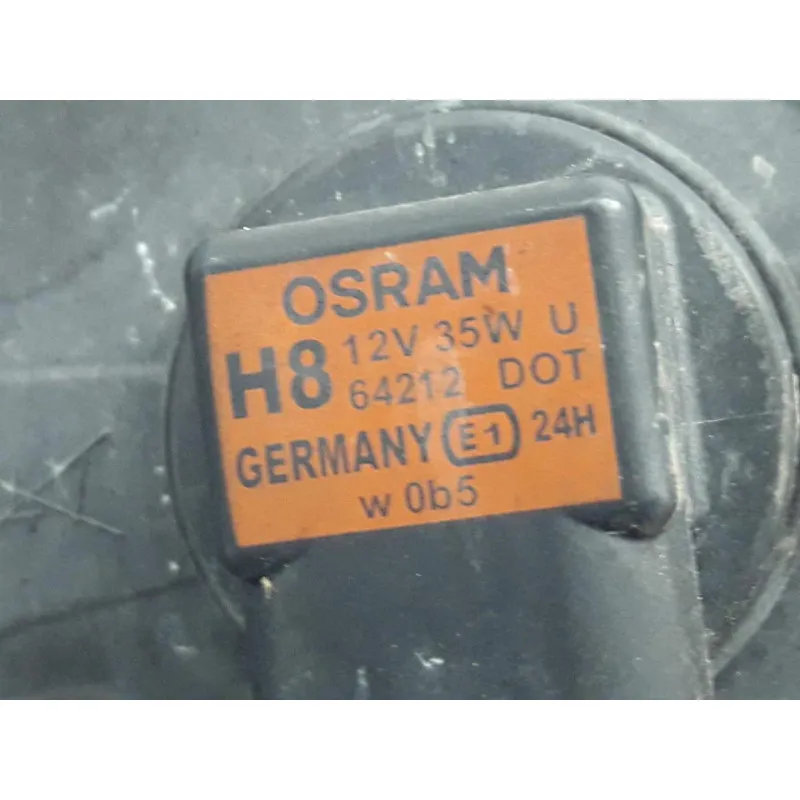 OSRAM
H8 12V 35W U
64212 DOT
GERMANY E1 24H
w 0b5